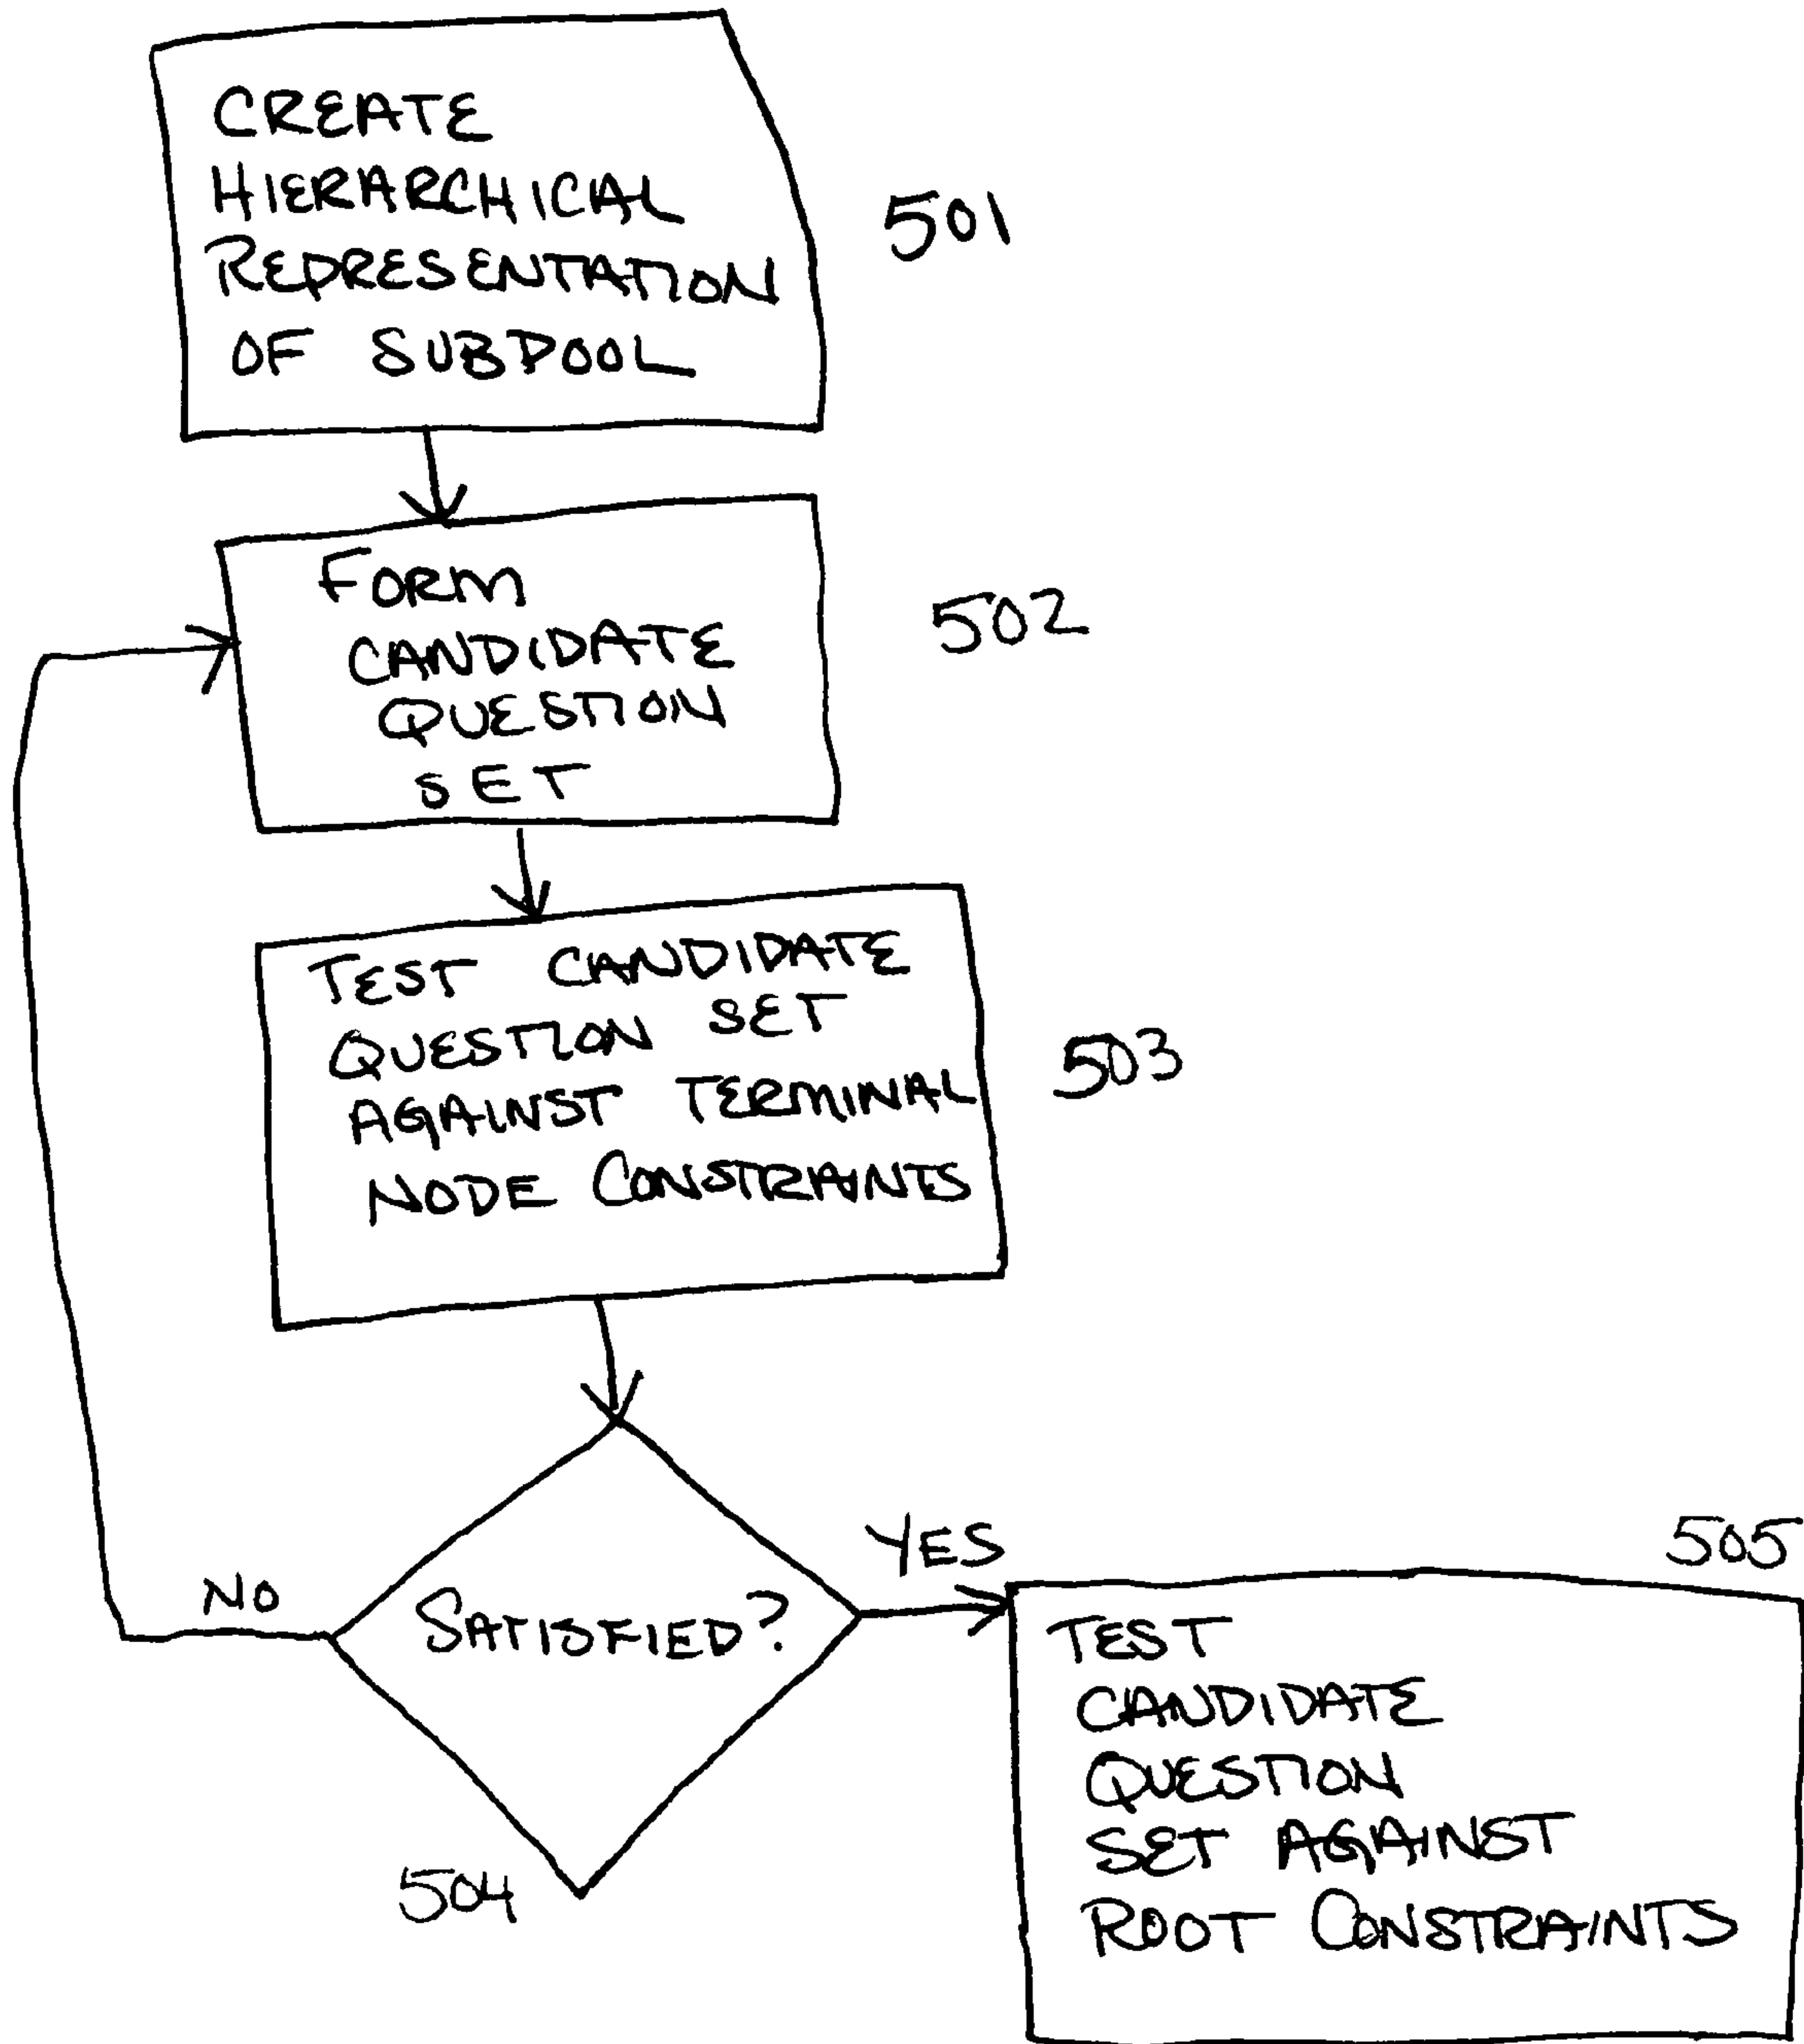 CREATE
HIERARCHICAL
REPRESENTATION
OF SUBPOOL
501
FORM
CANDIDATE
QUESTION
SET
502
TEST CANDIDATE
QUESTION SET
AGAINST TERMINAL
NODE CONSTRAINTS
503
NO
SATISFIED?
YES
504
505
TEST
CANDIDATE
QUESTION
SET AGAINST
ROOT CONSTRAINTS